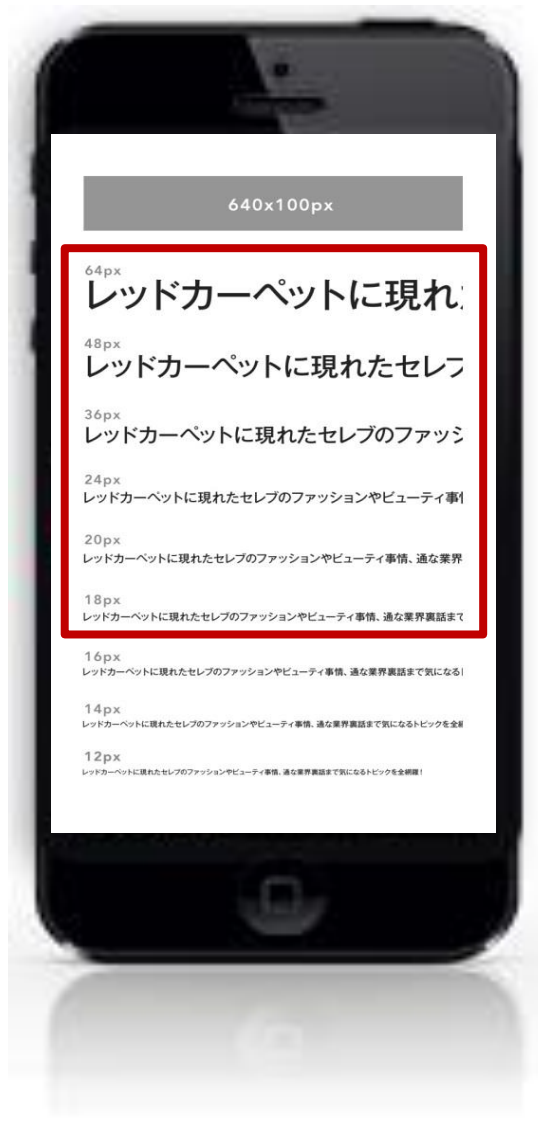 640x100px
64px
レッドカーペットに現れ
48px
レッドカーペットに現れたセレブ
36px
レッドカーペットに現れたセレブのファッシ
24px
レッドカーペットに現れたセレブのファッションやビューティ事
20px
レッドカーペットに現れたセレブのファッションやビューティ事情、通な業界
18px
レッドカーペットに現れたセレブのファッションやビューティ事情、通な業界裏話まで
16px
レッドカーペットに現れたセレブのファッションやビューティ事情、通な業界裏話まで気になる
14px
レッドカーペットに現れたセレブのファッションやビューティ事情、通な業界裏話まで気になるトピックを全
12px
レッドカーペットに現れたセレブのファッションやビューティ事情、通な業界裏話まで気になるトピックを全網羅！